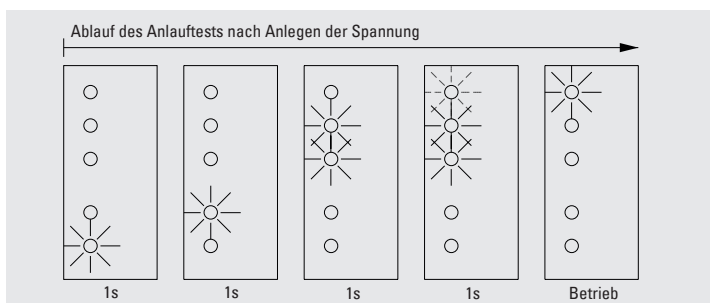 Ablauf des Anlauftests nach Anlegen der Spannung
1s 1s 1s 1s Betrieb